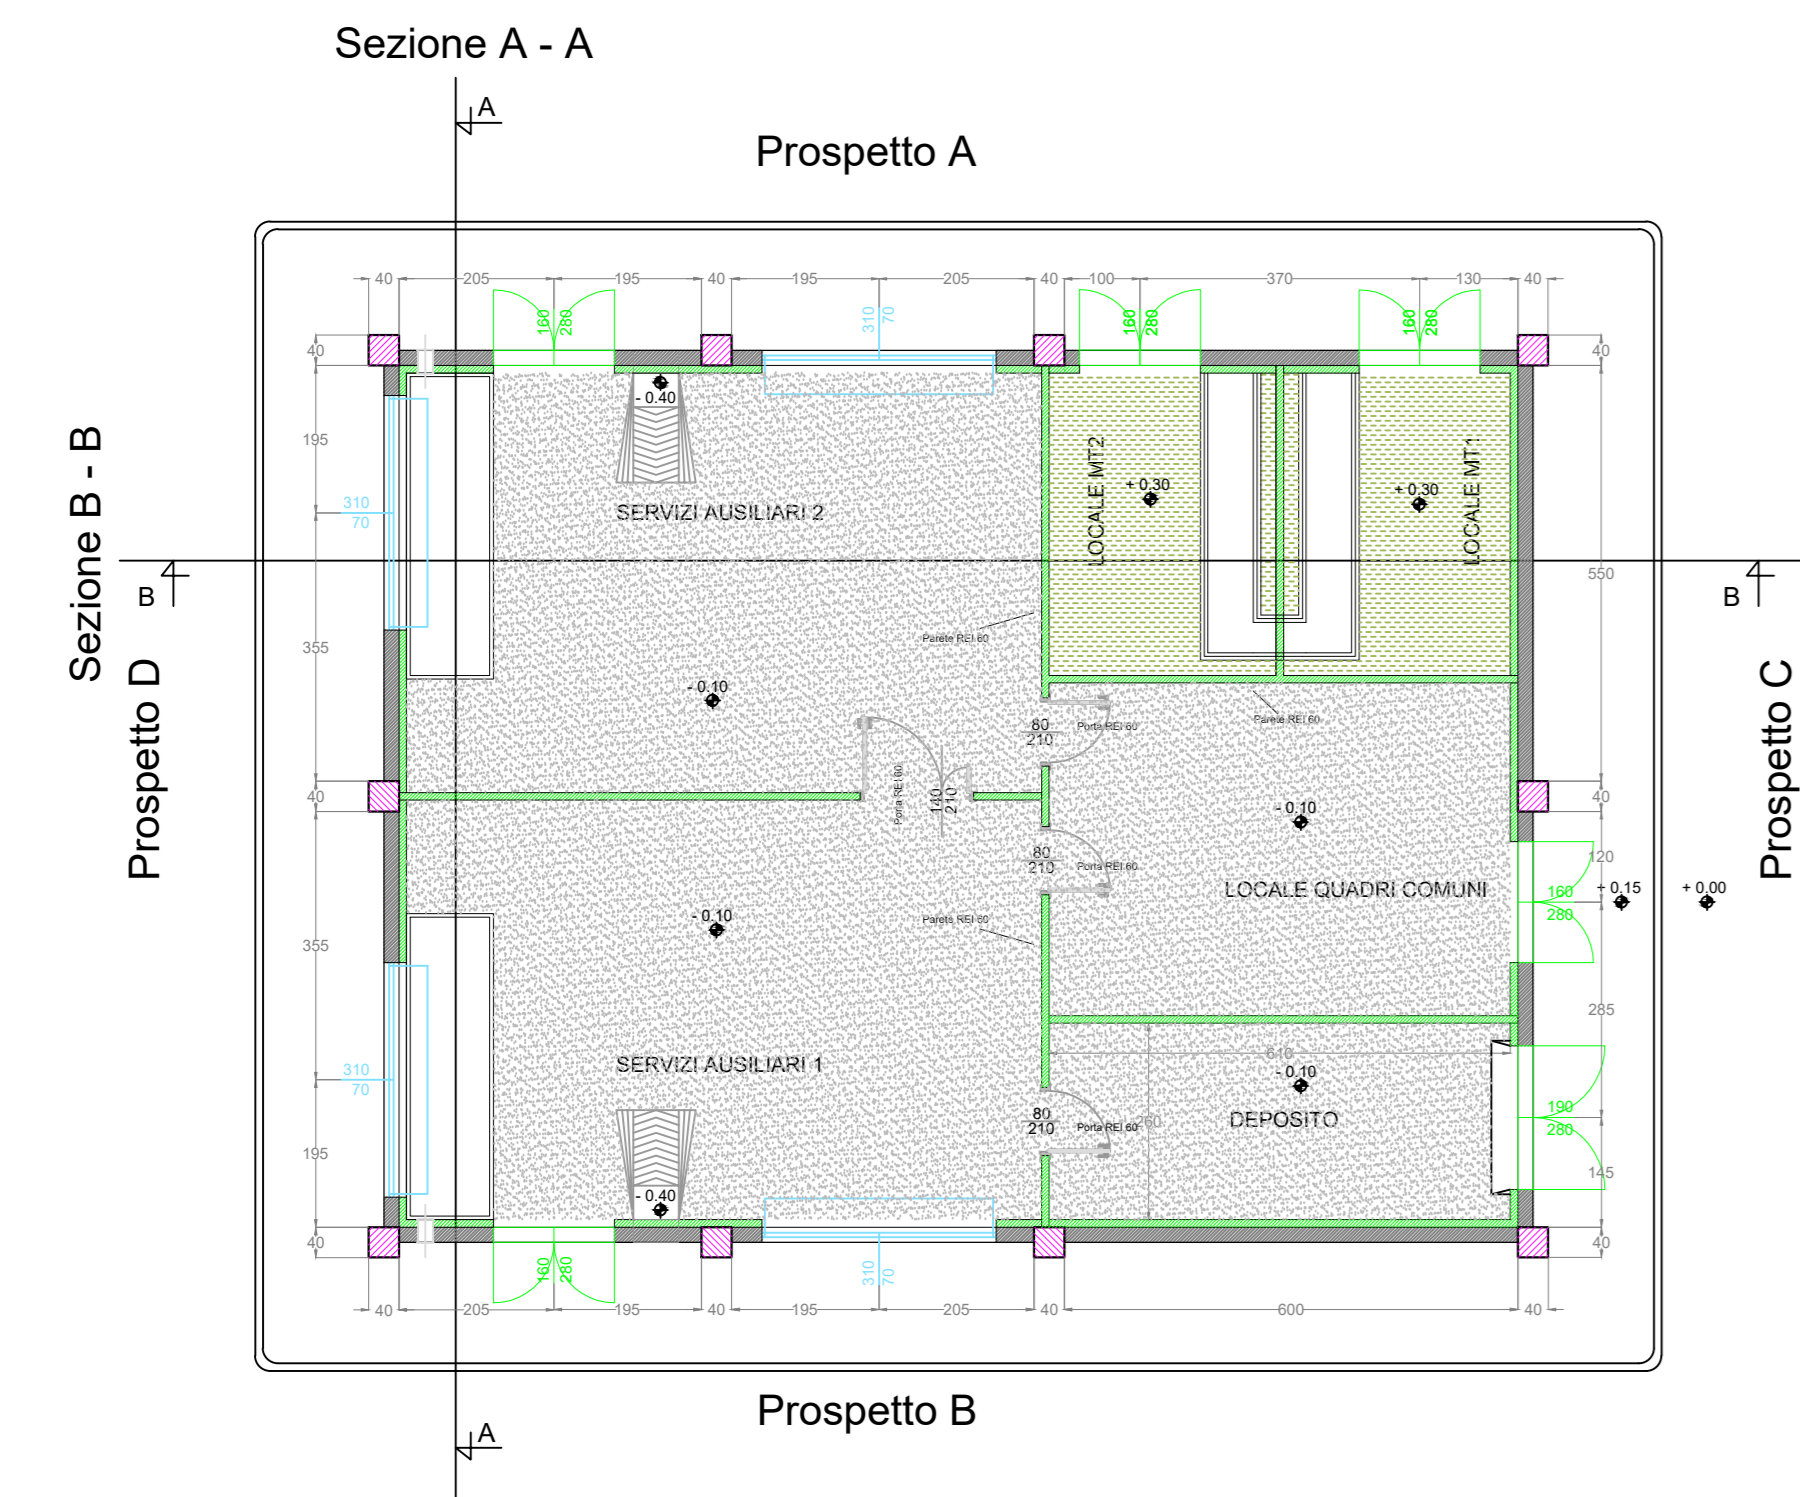 Sezione A - A
A
Prospetto A
40 205 195 40 195 205 40 100 370 130 40
160 280
310 70
160 280
160 280
40
40
- 0.40
195
LOCALE MT2
LOCALE MT1
+ 0.30
+ 0.30
310
70
SERVIZI AUSILIARI 2
Sezione B - B
B
B
550
355
Parete REI 60
- 0.10
80
210
Porta REI 60
Parete REI 60
Prospetto D
Prospetto C
40
Porta REI 60
140
210
40
- 0.10
80
210
Porta REI 60
120
LOCALE QUADRI COMUNI
160
280
+ 0.15
+ 0.00
- 0.10
Parete REI 60
355
285
610
SERVIZI AUSILIARI 1
310
70
- 0.10
80
210
Porta REI 60
260
DEPOSITO
190
280
195
145
- 0.40
40
40
160 280
310 70
40 205 195 40 195 205 40 600 40
Prospetto B
A